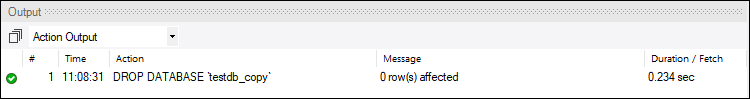 Output
Action Output
# Time Action Message Duration / Fetch
1 11:08:31 DROP DATABASE `testdb_copy` 0 row(s) affected 0.234 sec